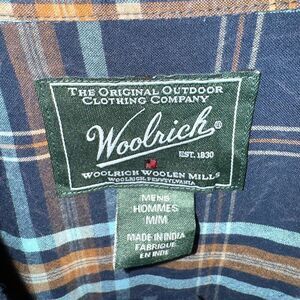 THE ORIGINAL OUTDOOR
CLOTHING COMPANY
Woolrich®
EST. 1830
WOOLRICH WOOLEN MILLS
WOOLRICH, PENNSYLVANIA
MENS
HOMMES
M/M
MADE IN INDIA
FABRIQUE
EN INDE